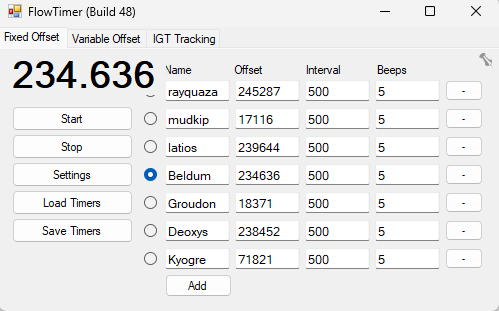 FlowTimer (Build 48)
Fixed Offset Variable Offset IGT Tracking
234.636
Name Offset Interval Beeps
rayquaza 245287 500 5 -
Start mudkip 17116 500 5 -
Stop latios 239644 500 5 -
Settings Beldum 234636 500 5 -
Load Timers Groudon 18371 500 5 -
Save Timers Deoxys 238452 500 5 -
Kyogre 71821 500 5 -
Add